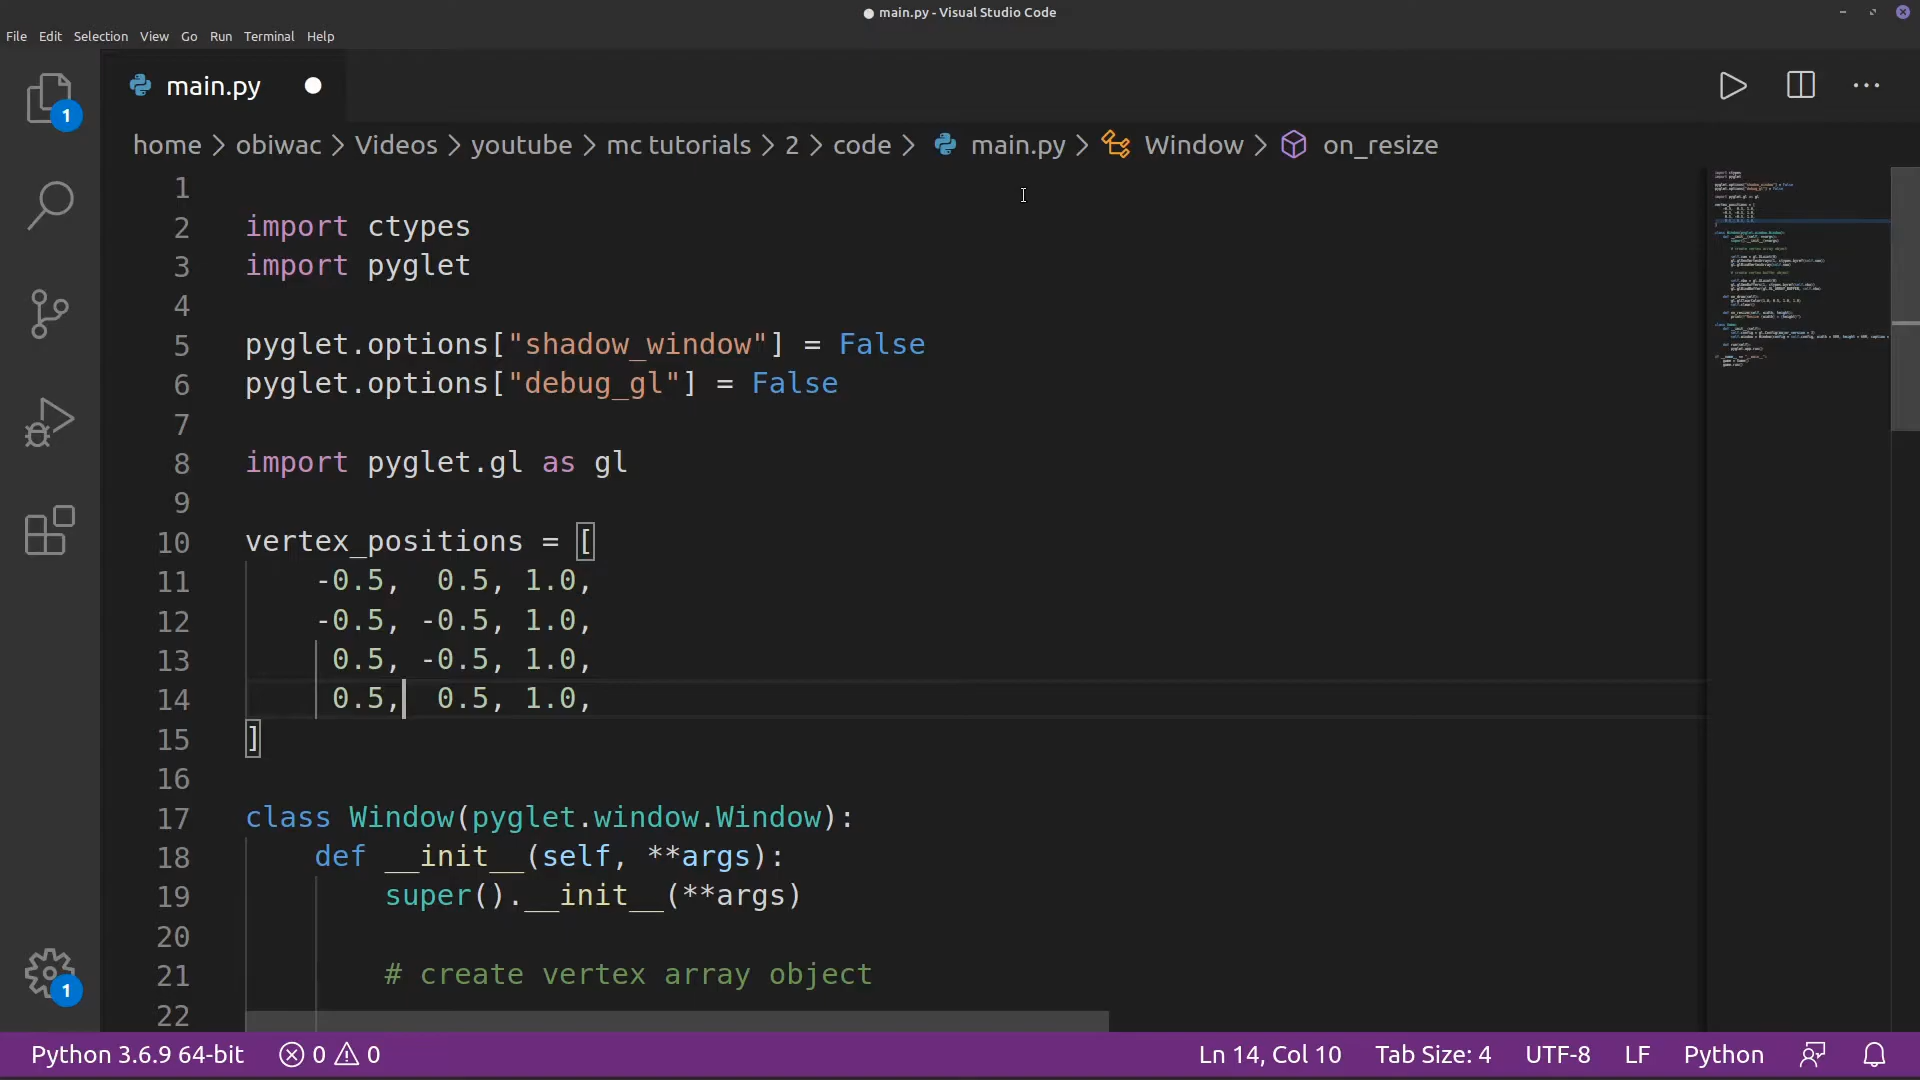 main.py - Visual Studio Code
File Edit Selection View Go Run Terminal Help
main.py
home > obiwac > Videos > youtube > mc tutorials > 2 > code > main.py > Window > on_resize
1
2 import ctypes
3 import pyglet
4
5 pyglet.options["shadow_window"] = False
6 pyglet.options["debug_gl"] = False
7
8 import pyglet.gl as gl
9
10 vertex_positions = [
11 -0.5,  0.5, 1.0,
12 -0.5, -0.5, 1.0,
13  0.5, -0.5, 1.0,
14  0.5,  0.5, 1.0,
15 ]
16
17 class Window(pyglet.window.Window):
18 def __init__(self, **args):
19 super().__init__(**args)
20
21 # create vertex array object
22
1
1
Python 3.6.9 64-bit 0 0 Ln 14, Col 10 Tab Size: 4 UTF-8 LF Python